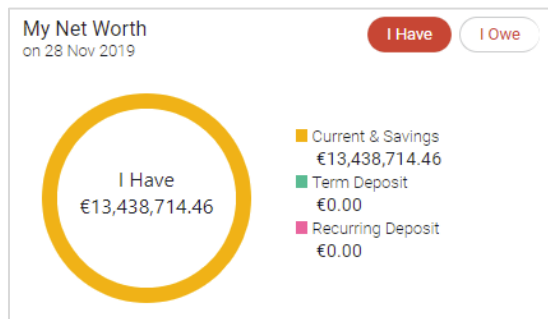 My Net Worth
on 28 Nov 2019
I Have
I Owe
I Have
€13,438,714.46
Current & Savings
€13,438,714.46
Term Deposit
€0.00
Recurring Deposit
€0.00